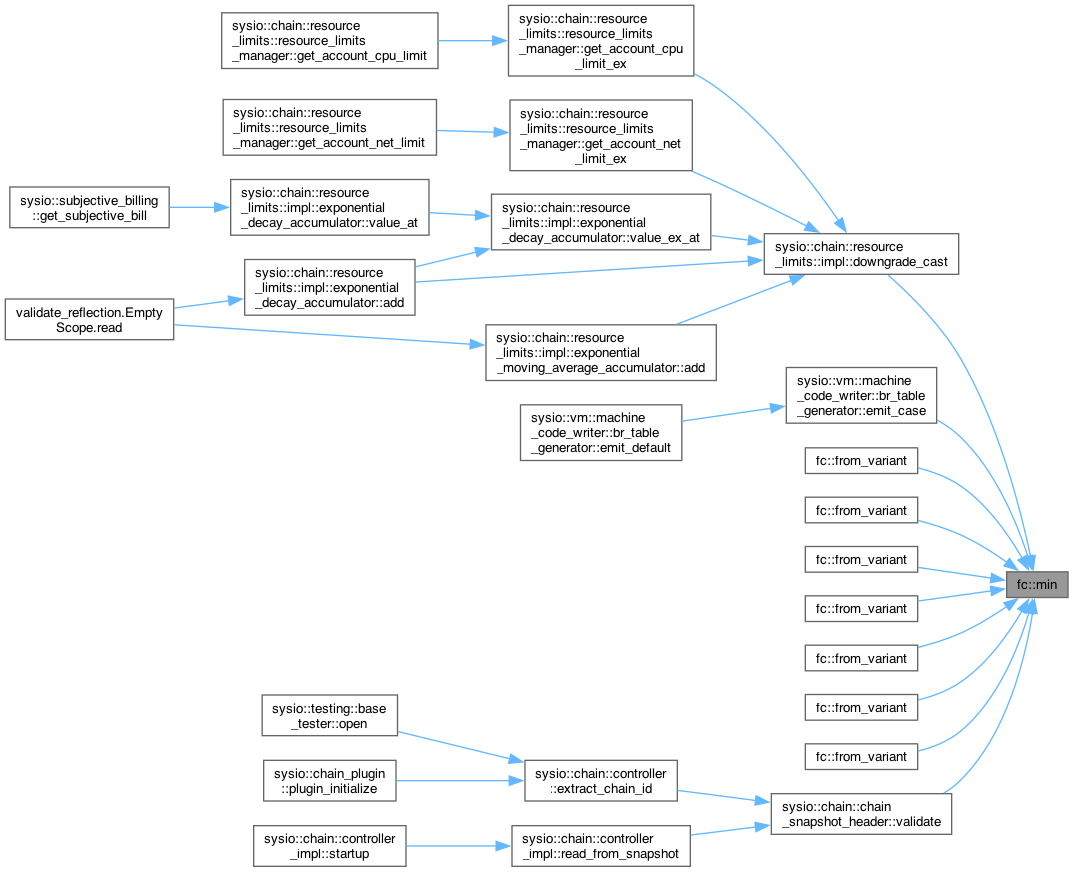 sysio::chain::resource
_limits::resource_limits
_manager::get_account_cpu_limit
sysio::chain::resource
_limits::resource_limits
_manager::get_account_cpu
_limit_ex
sysio::chain::resource
_limits::resource_limits
_manager::get_account_net_limit
sysio::chain::resource
_limits::resource_limits
_manager::get_account_net
_limit_ex
sysio::subjective_billing
::get_subjective_bill
sysio::chain::resource
_limits::impl::exponential
_decay_accumulator::value_at
sysio::chain::resource
_limits::impl::exponential
_decay_accumulator::value_ex_at
sysio::chain::resource
_limits::impl::downgrade_cast
sysio::chain::resource
_limits::impl::exponential
_decay_accumulator::add
validate_reflection.Empty
Scope.read
sysio::chain::resource
_limits::impl::exponential
_moving_average_accumulator::add
sysio::vm::machine
_code_writer::br_table
_generator::emit_case
sysio::vm::machine
_code_writer::br_table
_generator::emit_default
fc::from_variant
fc::from_variant
fc::from_variant
fc::min
fc::from_variant
fc::from_variant
fc::from_variant
fc::from_variant
sysio::testing::base
_tester::open
sysio::chain_plugin
::plugin_initialize
sysio::chain::controller
::extract_chain_id
sysio::chain::chain
_snapshot_header::validate
sysio::chain::controller
_impl::startup
sysio::chain::controller
_impl::read_from_snapshot